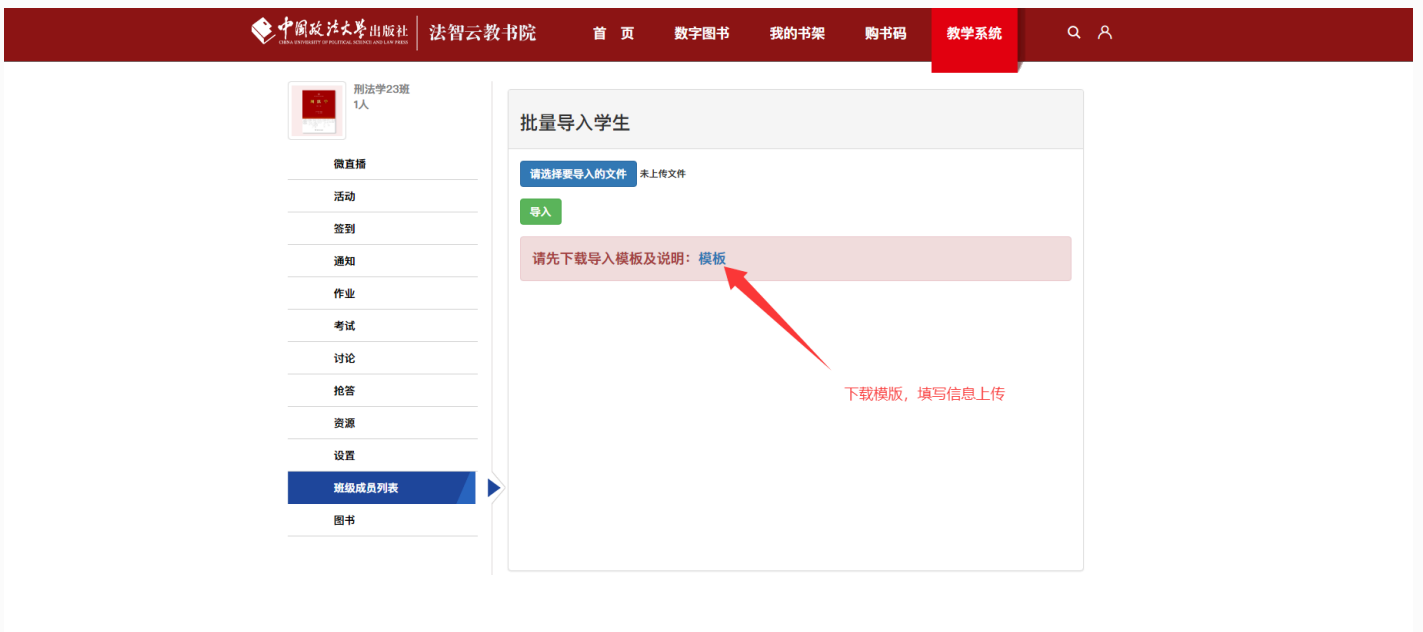 中国政法大学出版社 法智云教书院 首 页 数字图书 我的书架 购书码 教学系统
CHINA UNIVERSITY OF POLITICAL SCIENCE AND LAW PRESS
刑法学23班
1人
微直播
活动
签到
通知
作业
考试
讨论
抢答
资源
设置
班级成员列表
图书
批量导入学生
请选择要导入的文件 未上传文件
导入
请先下载导入模板及说明：模板
下载模版，填写信息上传